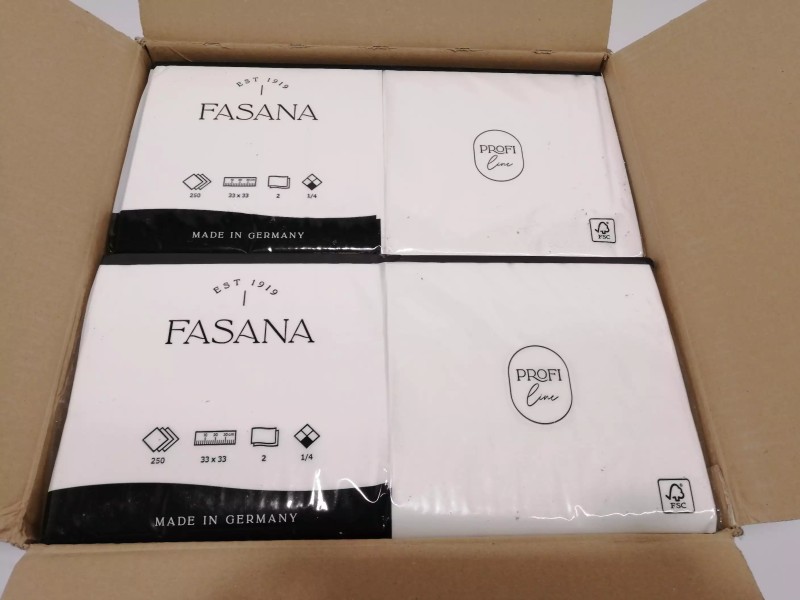 EST 1919
FASANA
250 33 x 33 2 1/4
MADE IN GERMANY
PROFI
line
FSC
EST 1919
FASANA
250 33 x 33 2 1/4
MADE IN GERMANY
PROFI
line
FSC